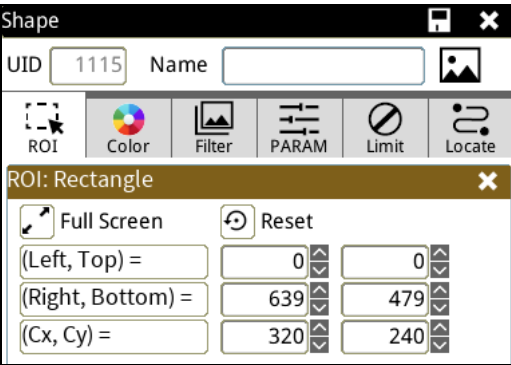 Shape
UID 1115 Name
ROI Color Filter PARAM Limit Locate
ROI: Rectangle
Full Screen Reset
(Left, Top) = 0 0
(Right, Bottom) = 639 479
(Cx, Cy) = 320 240